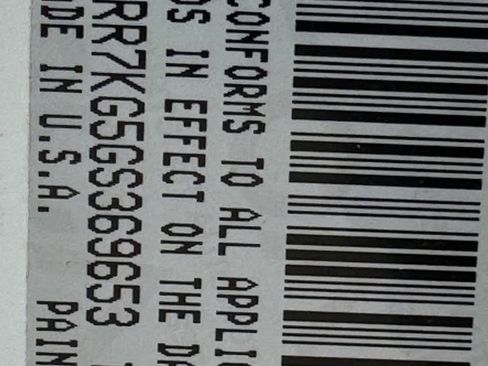 CONFORMS TO ALL APPLIC
DS IN EFFECT ON THE DA
RR7KG5GS369653
DE IN U.S.A. PAIN